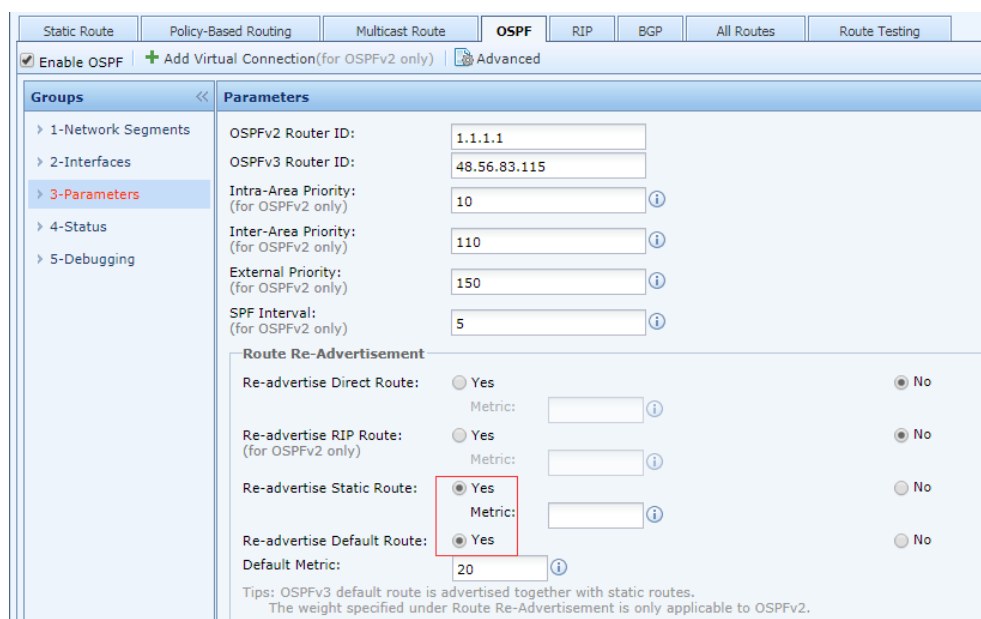 Static Route Policy-Based Routing Multicast Route OSPF RIP BGP All Routes Route Testing
Enable OSPF Add Virtual Connection(for OSPFv2 only) Advanced
Groups
1-Network Segments
2-Interfaces
3-Parameters
4-Status
5-Debugging
Parameters
OSPFv2 Router ID: 1.1.1.1
OSPFv3 Router ID: 48.56.83.115
Intra-Area Priority: 10
(for OSPFv2 only)
Inter-Area Priority: 110
(for OSPFv2 only)
External Priority: 150
(for OSPFv2 only)
SPF Interval: 5
(for OSPFv2 only)
Route Re-Advertisement
Re-advertise Direct Route: Yes No
Metric:
Re-advertise RIP Route: Yes No
(for OSPFv2 only)
Metric:
Re-advertise Static Route: Yes No
Metric:
Re-advertise Default Route: Yes No
Default Metric: 20
Tips: OSPFv3 default route is advertised together with static routes.
The weight specified under Route Re-Advertisement is only applicable to OSPFv2.